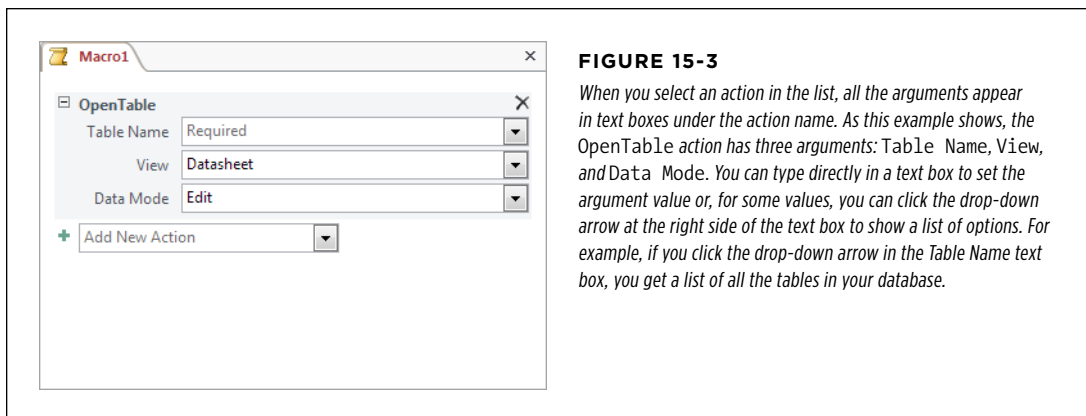 Macro1
OpenTable
Table Name Required
View Datasheet
Data Mode Edit
Add New Action
FIGURE 15-3
When you select an action in the list, all the arguments appear
in text boxes under the action name. As this example shows, the
OpenTable action has three arguments: Table Name, View,
and Data Mode. You can type directly in a text box to set the
argument value or, for some values, you can click the drop-down
arrow at the right side of the text box to show a list of options. For
example, if you click the drop-down arrow in the Table Name text
box, you get a list of all the tables in your database.